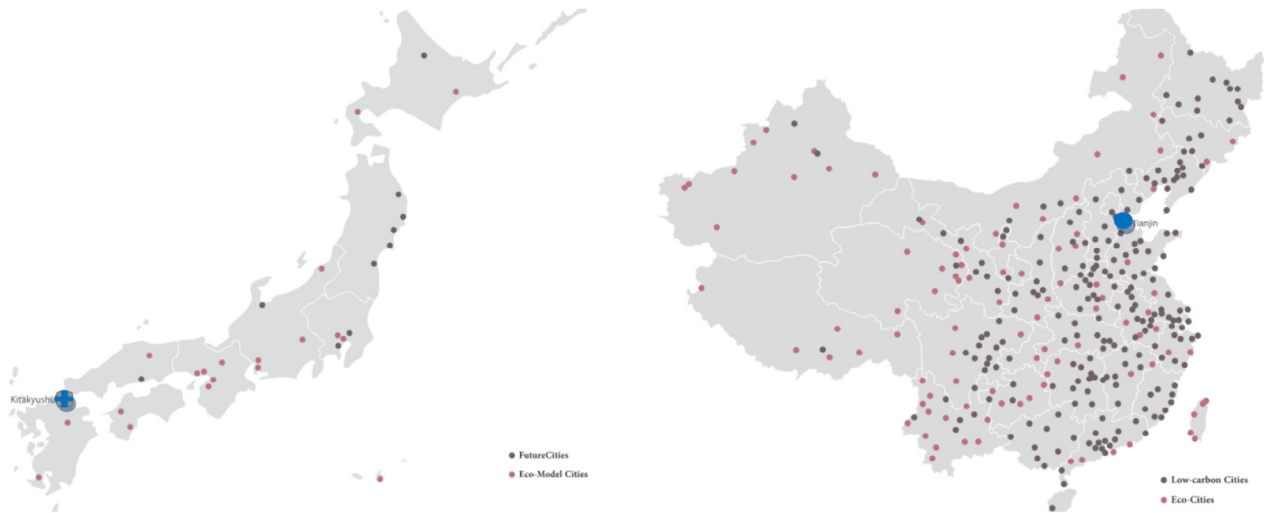 Kitakyushu
FutureCities
Eco-Model Cities
Tianjin
Low-carbon Cities
Eco-Cities